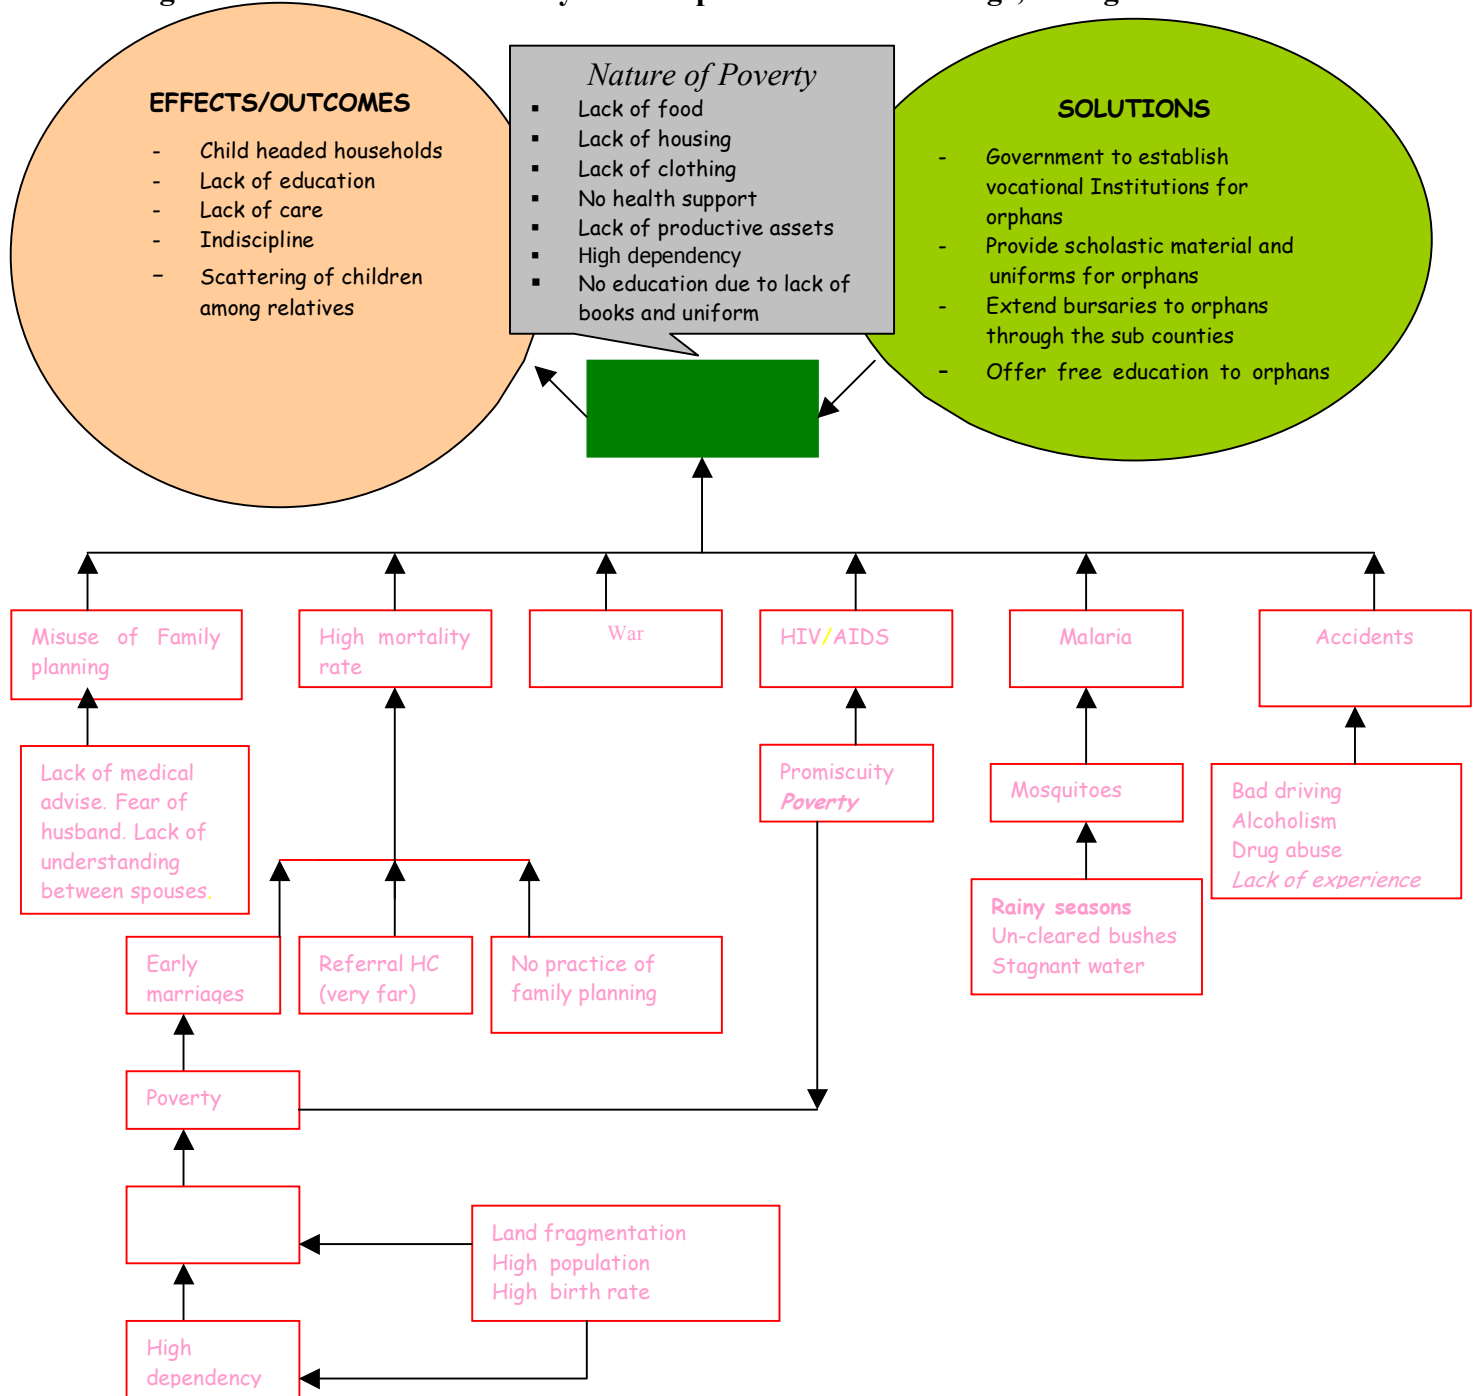 EFFECTS/OUTCOMES
- Child headed households
- Lack of education
- Lack of care
- Indiscipline
- Scattering of children
among relatives
Nature of Poverty
▪ Lack of food
▪ Lack of housing
▪ Lack of clothing
▪ No health support
▪ Lack of productive assets
▪ High dependency
▪ No education due to lack of
books and uniform
SOLUTIONS
- Government to establish
vocational Institutions for
orphans
- Provide scholastic material and
uniforms for orphans
- Extend bursaries to orphans
through the sub counties
- Offer free education to orphans
Misuse of Family
planning
High mortality
rate
War
HIV/AIDS
Malaria
Accidents
Lack of medical
advise. Fear of
husband. Lack of
understanding
between spouses.
Promiscuity
Poverty
Mosquitoes
Bad driving
Alcoholism
Drug abuse
Lack of experience
Rainy seasons
Un-cleared bushes
Stagnant water
Early
marriages
Referral HC
(very far)
No practice of
family planning
Poverty
Land fragmentation
High population
High birth rate
High
dependency